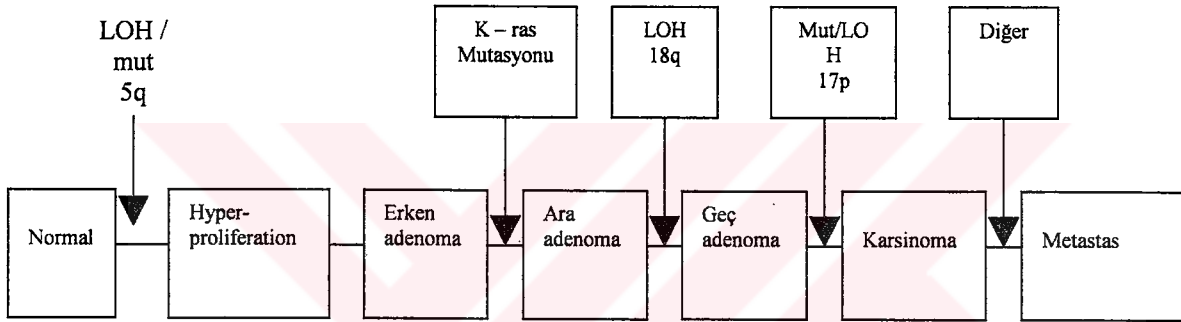 LOH /
mut
5q
K – ras
Mutasyonu
LOH
18q
Mut/LO
H
17p
Diğer
Normal
Hyper-
proliferation
Erken
adenoma
Ara
adenoma
Geç
adenoma
Karsinoma
Metastas